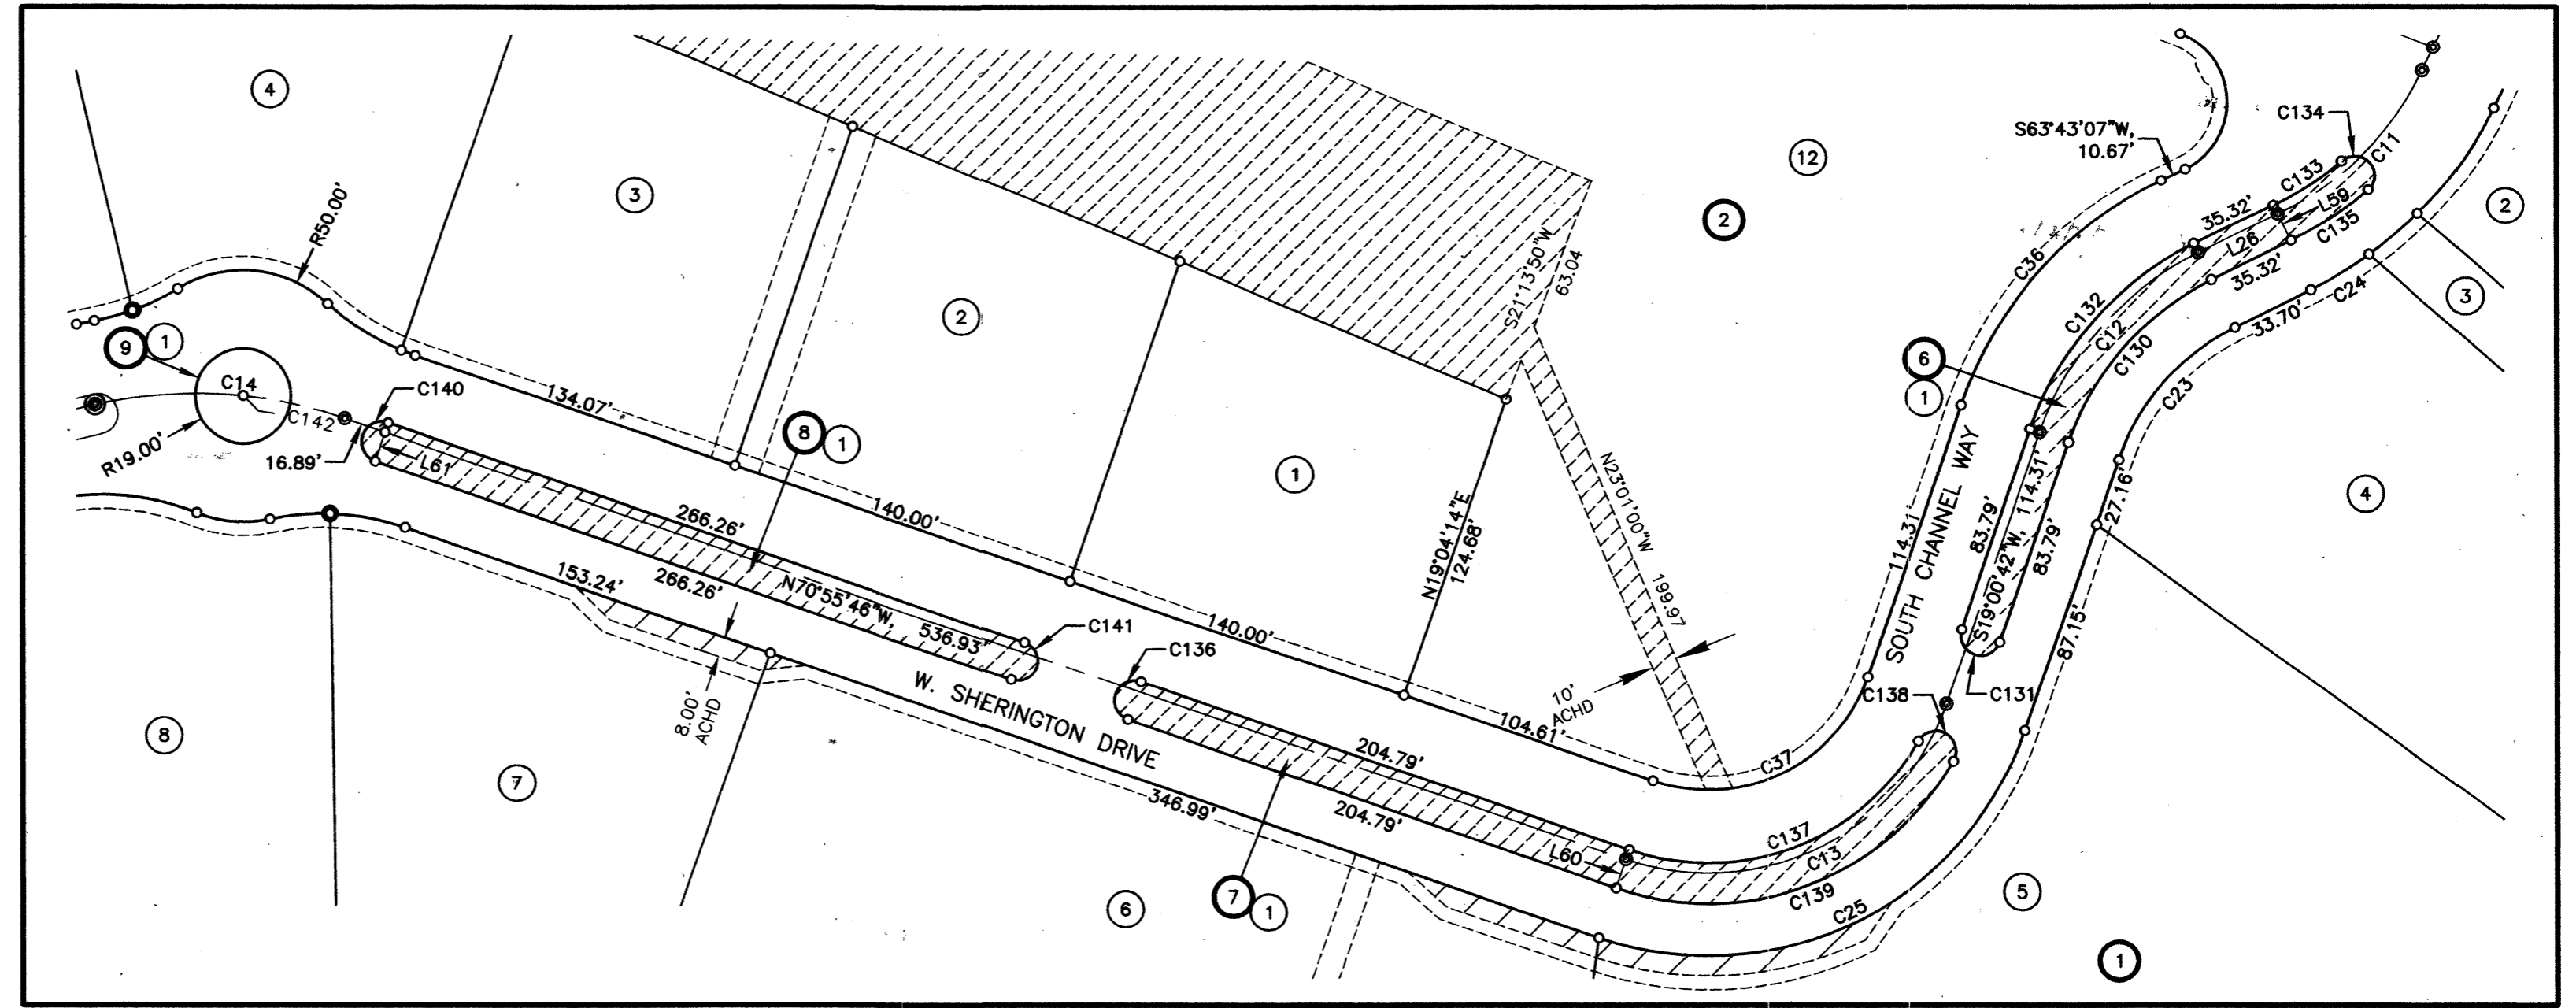 4
R50.00'
3
2
1
12
2
S63°43'07"W,
10.67'
C134
C11
C133
35.32'
L59
L26
C135
35.32'
2
3
C24
33.70'
C36
C132
C12
C130
C23
6
1
9
1
C14
C142
R19.00'
16.89'
C140
L61
134.07'
8
1
140.00'
266.26'
266.26'
N70°55'46"W,
536.93'
153.24'
8.00'
ACHD
C141
C136
140.00'
N19°04'14"E
124.68'
S21°13'50"W
63.04
N23°01'00"W
199.97
10'
ACHD
104.61'
C37
114.31'
SOUTH CHANNEL WAY
83.79'
S19°00'42"W, 114.31'
83.79'
27.16'
87.15'
4
C131
C138
W. SHERINGTON DRIVE
346.99'
204.79'
204.79'
L60
C137
C13
C139
C25
8
7
6
7
1
5
1